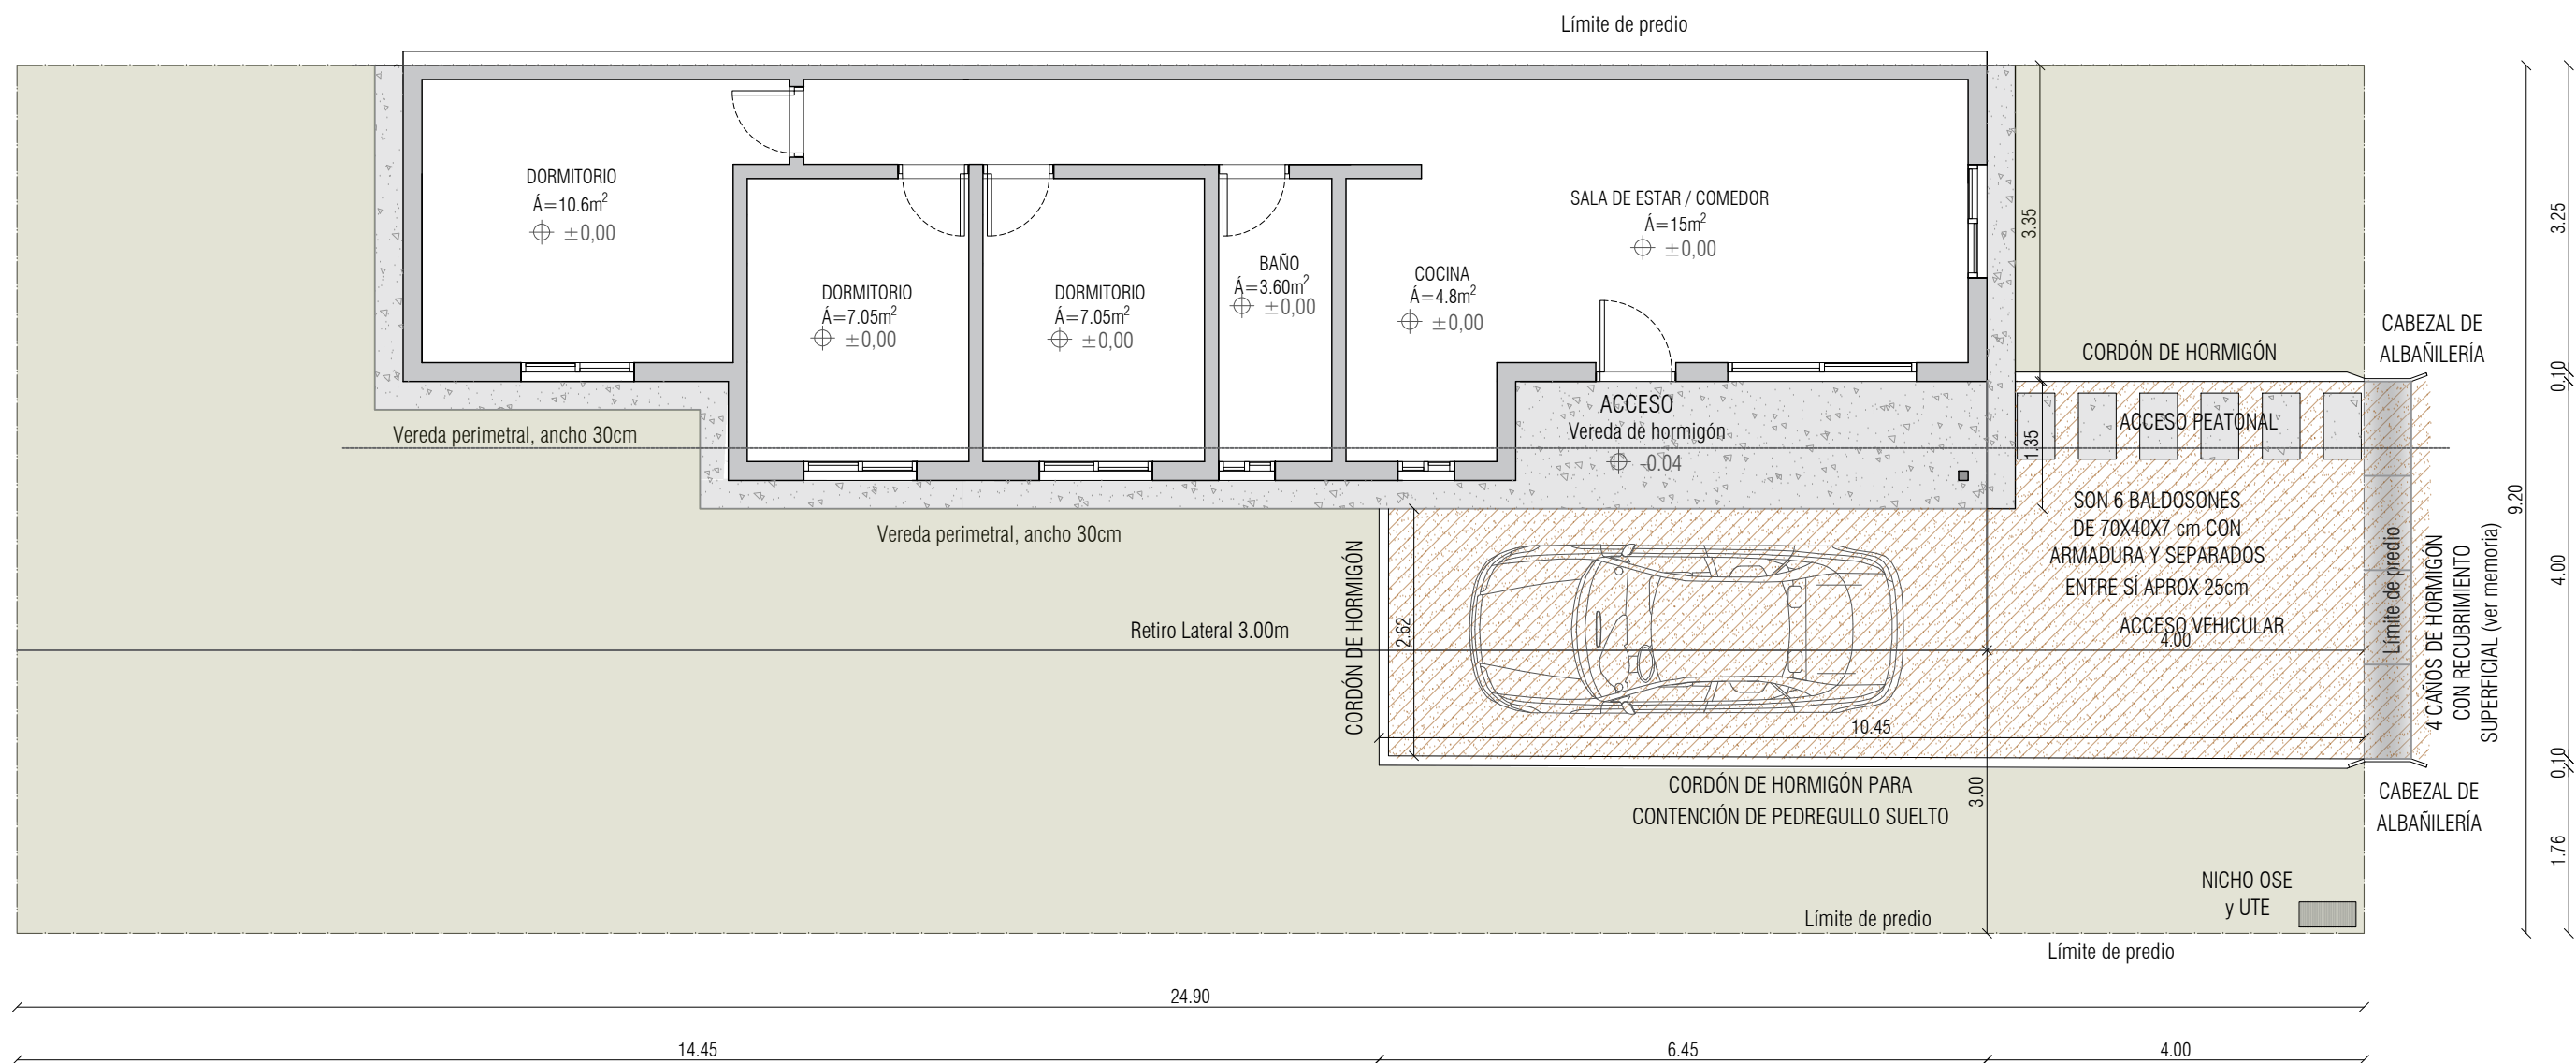 Límite de predio
DORMITORIO
Á=10.6m²
±0,00
DORMITORIO
Á=7.05m²
±0,00
DORMITORIO
Á=7.05m²
±0,00
BAÑO
Á=3.60m²
±0,00
COCINA
Á=4.8m²
±0,00
SALA DE ESTAR / COMEDOR
Á=15m²
±0,00
3.35
3.25
CABEZAL DE
ALBAÑILERÍA
CORDÓN DE HORMIGÓN
0.10
ACCESO
Vereda de hormigón
-0.04
1.35
ACCESO PEATONAL
Vereda perimetral, ancho 30cm
Vereda perimetral, ancho 30cm
SON 6 BALDOSONES
DE 70X40X7 cm CON
ARMADURA Y SEPARADOS
ENTRE SÍ APROX 25cm
ACCESO VEHICULAR
4.00
Límite de predio
4 CAÑOS DE HORMIGÓN
CON RECUBRIMIENTO
SUPERFICIAL (ver memoria)
9.20
4.00
Retiro Lateral 3.00m
CORDÓN DE HORMIGÓN
2.62
10.45
CORDÓN DE HORMIGÓN PARA
CONTENCIÓN DE PEDREGULLO SUELTO
3.00
0.10
CABEZAL DE
ALBAÑILERÍA
1.76
NICHO OSE
y UTE
Límite de predio
Límite de predio
24.90
14.45
6.45
4.00